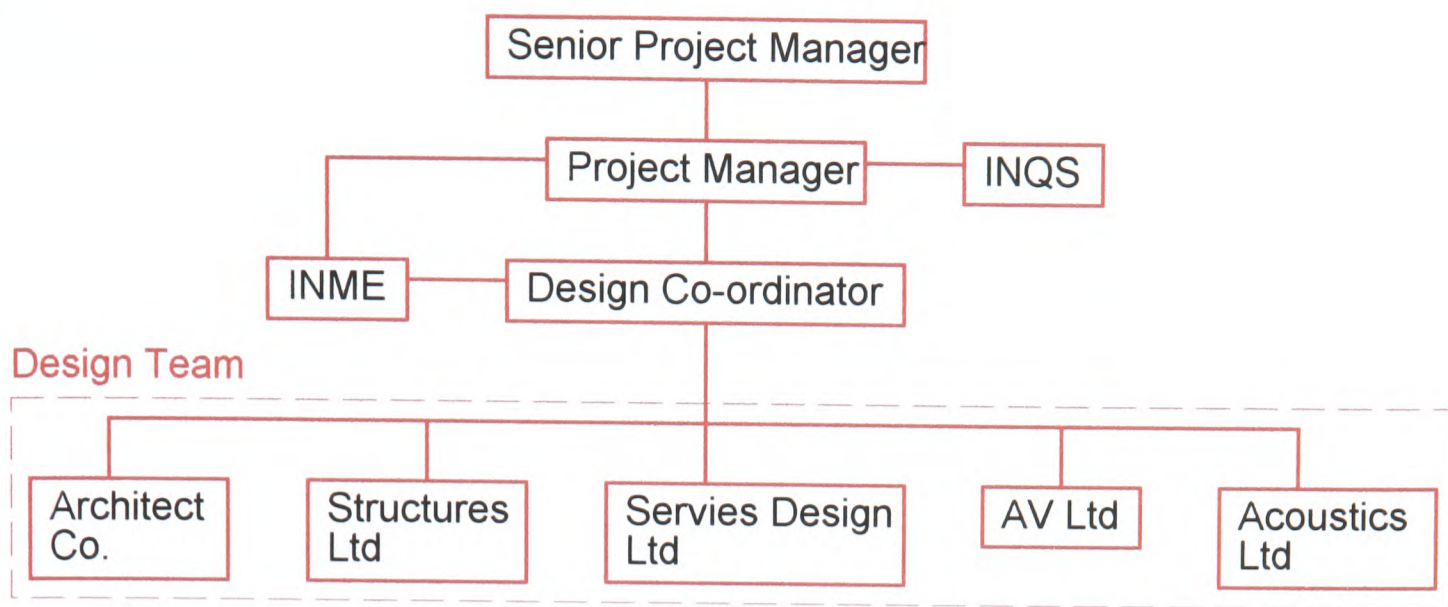 Senior Project Manager
Project Manager
INQS
INME
Design Co-ordinator
Design Team
Architect
Co.
Structures
Ltd
Servies Design
Ltd
AV Ltd
Acoustics
Ltd